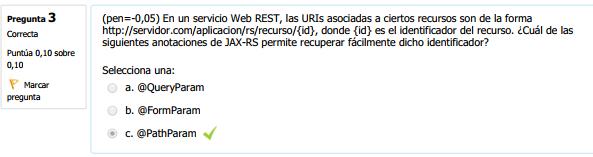 Pregunta 3
Correcta
Puntúa 0,10 sobre
0,10
Marcar
pregunta
(pen=-0,05) En un servicio Web REST, las URIs asociadas a ciertos recursos son de la forma
http://servidor.com/aplicacion/rs/recurso/{id}, donde {id} es el identificador del recurso. ¿Cuál de las
siguientes anotaciones de JAX-RS permite recuperar fácilmente dicho identificador?
Selecciona una:
a. @QueryParam
b. @FormParam
c. @PathParam